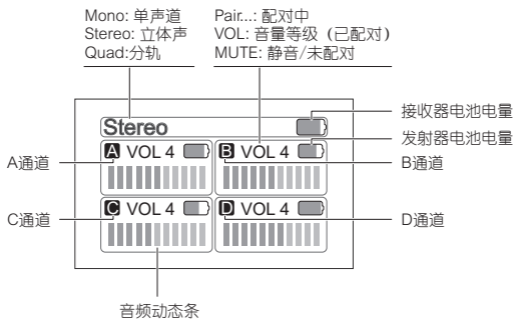 Mono: 单声道
Stereo: 立体声
Quad:分轨
Pair...: 配对中
VOL: 音量等级（已配对）
MUTE: 静音/未配对
接收器电池电量
Stereo
发射器电池电量
A通道
A VOL 4
B VOL 4
B通道
C通道
C VOL 4
D VOL 4
D通道
音频动态条